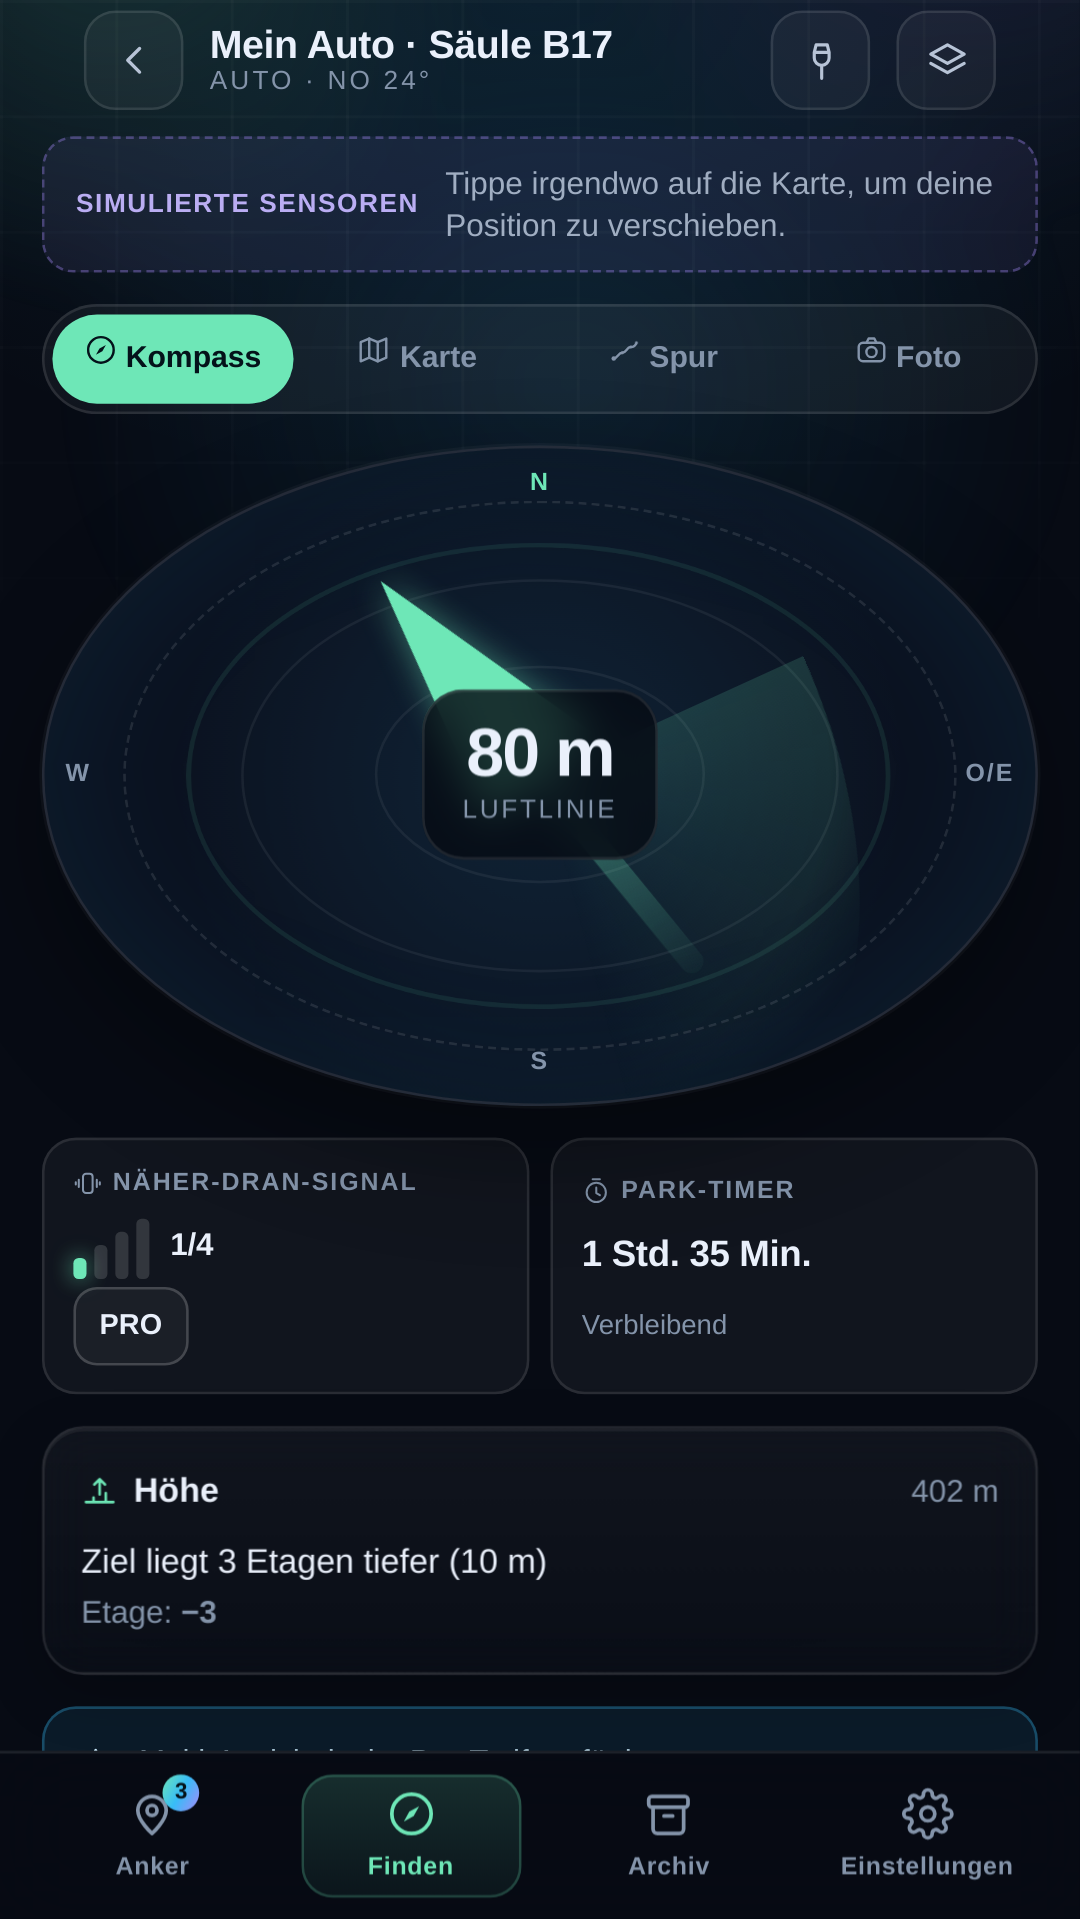 Mein Auto · Säule B17
AUTO · NO 24°
SIMULIERTE SENSOREN
Tippe irgendwo auf die Karte, um deine
Position zu verschieben.
Kompass
Karte
Spur
Foto
N
W
O/E
80 m
LUFTLINIE
S
NÄHER-DRAN-SIGNAL
1/4
PRO
PARK-TIMER
1 Std. 35 Min.
Verbleibend
Höhe
402 m
Ziel liegt 3 Etagen tiefer (10 m)
Etage: −3
3
Anker
Finden
Archiv
Einstellungen